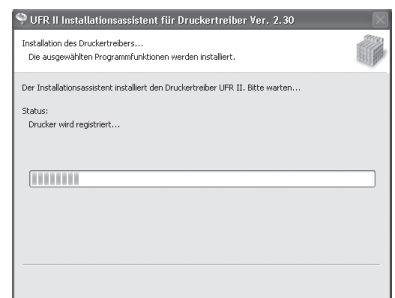 UFR II Installationsassistent für Druckertreiber Ver. 2.30
Installation des Druckertreibers...
Die ausgewählten Programmfunktionen werden installiert.
Der Installationsassistent installiert den Druckertreiber UFR II. Bitte warten...
Status:
Drucker wird registriert...